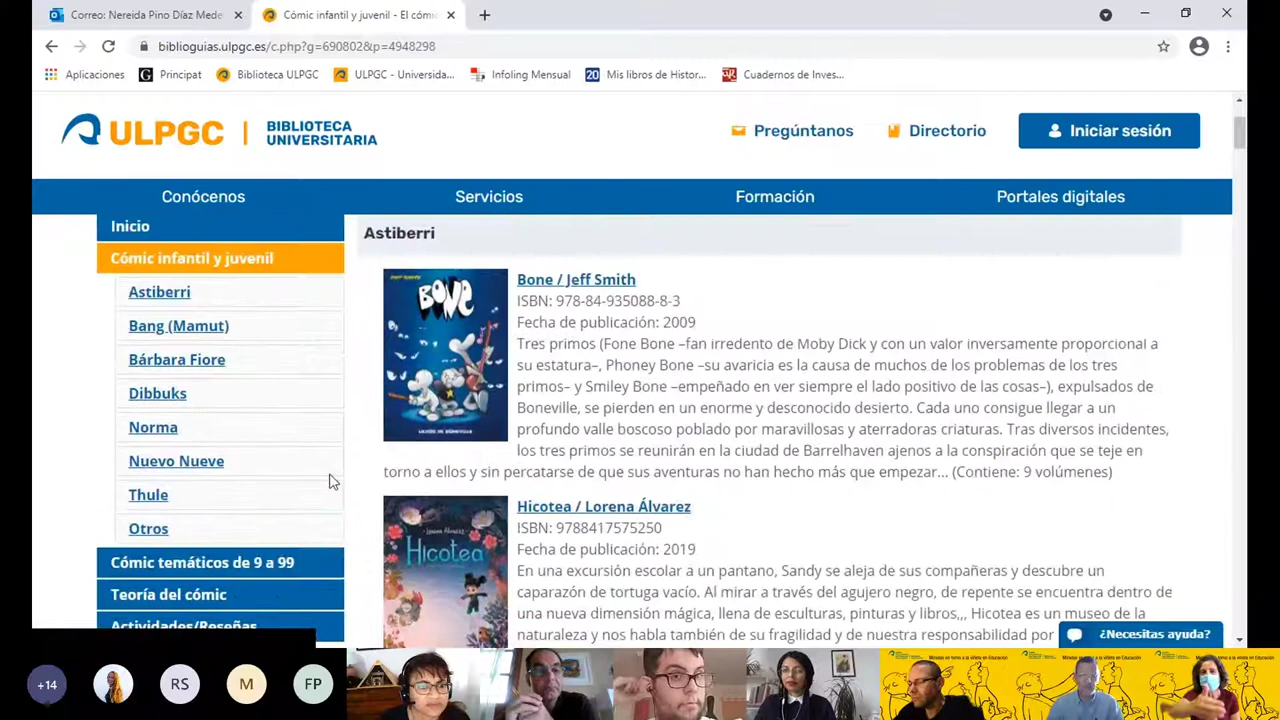 Correo: Nereida Pino Díaz Mede
Cómic infantil y juvenil - El cómic
biblioguias.ulpgc.es/c.php?g=690802&p=4948298
Aplicaciones
Principat
Biblioteca ULPGC
ULPGC - Universida...
Infoling Mensual
20
Mis libros de Histor...
Cuadernos de Inves...
ULPGC
BIBLIOTECA
UNIVERSITARIA
Pregúntanos
Directorio
Iniciar sesión
Conócenos
Servicios
Formación
Portales digitales
Inicio
Cómic infantil y juvenil
Astiberri
Bang (Mamut)
Bárbara Fiore
Dibbuks
Norma
Nuevo Nueve
Thule
Otros
Cómic temáticos de 9 a 99
Teoría del cómic
Actividades/Reseñas
Astiberri
BONE
Bone / Jeff Smith
ISBN: 978-84-935088-8-3
Fecha de publicación: 2009
Tres primos (Fone Bone –fan irredento de Moby Dick y con un valor inversamente proporcional a
su estatura–, Phoney Bone –su avaricia es la causa de muchos de los problemas de los tres
primos– y Smiley Bone –empeñado en ver siempre el lado positivo de las cosas–), expulsados de
Boneville, se pierden en un enorme y desconocido desierto. Cada uno consigue llegar a un
profundo valle boscoso poblado por maravillosas y aterradoras criaturas. Tras diversos incidentes,
los tres primos se reunirán en la ciudad de Barrelhaven ajenos a la conspiración que se teje en
torno a ellos y sin percatarse de que sus aventuras no han hecho más que empezar... (Contiene: 9 volúmenes)
Hicotea
Hicotea / Lorena Álvarez
ISBN: 9788417575250
Fecha de publicación: 2019
En una excursión escolar a un pantano, Sandy se aleja de sus compañeras y descubre un
caparazón de tortuga vacío. Al mirar a través del agujero negro, de repente se encuentra dentro de
una nueva dimensión mágica, llena de esculturas, pinturas y libros,,, Hicotea es un museo de la
naturaleza y nos habla también de su fragilidad y de nuestra responsabilidad por
¿Necesitas ayuda?
+14
RS
M
FP